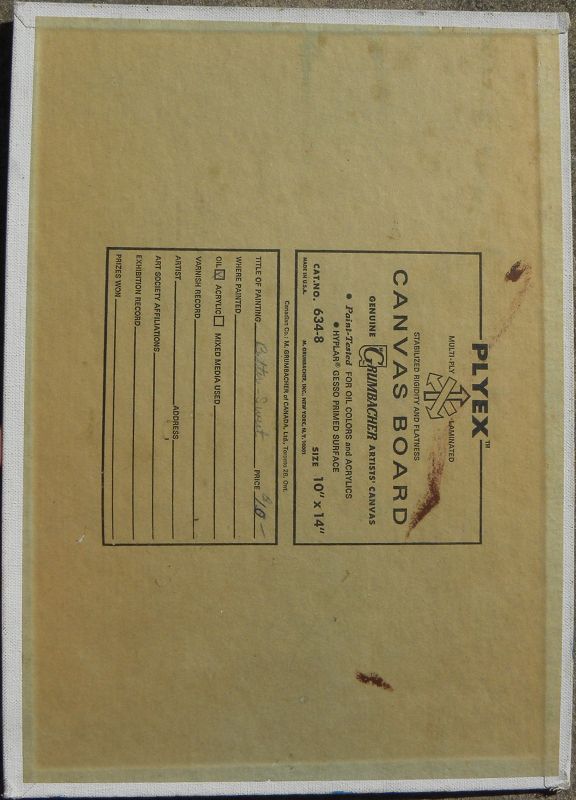 PLYEX™
MULTI-PLY LAMINATED
STABILIZED RIGIDITY AND FLATNESS
CANVAS BOARD
GENUINE GRUMBACHER ARTISTS' CANVAS
• Paint-Tested FOR OIL COLORS and ACRYLICS
• HYPLAR® GESSO PRIMED SURFACE
CAT.NO. 634-8 SIZE 10" x 14"
MADE IN U.S.A. M. GRUMBACHER, INC., NEW YORK, N.Y. 10001
Canadian Co.: M. GRUMBACHER of CANADA, Ltd., Toronto 28, Ont.
TITLE OF PAINTING Bitter Sweet PRICE $10-
WHERE PAINTED
OIL ACRYLIC MIXED MEDIA USED
VARNISH RECORD
ARTIST ADDRESS
ART SOCIETY AFFILIATIONS
EXHIBITION RECORD
PRIZES WON